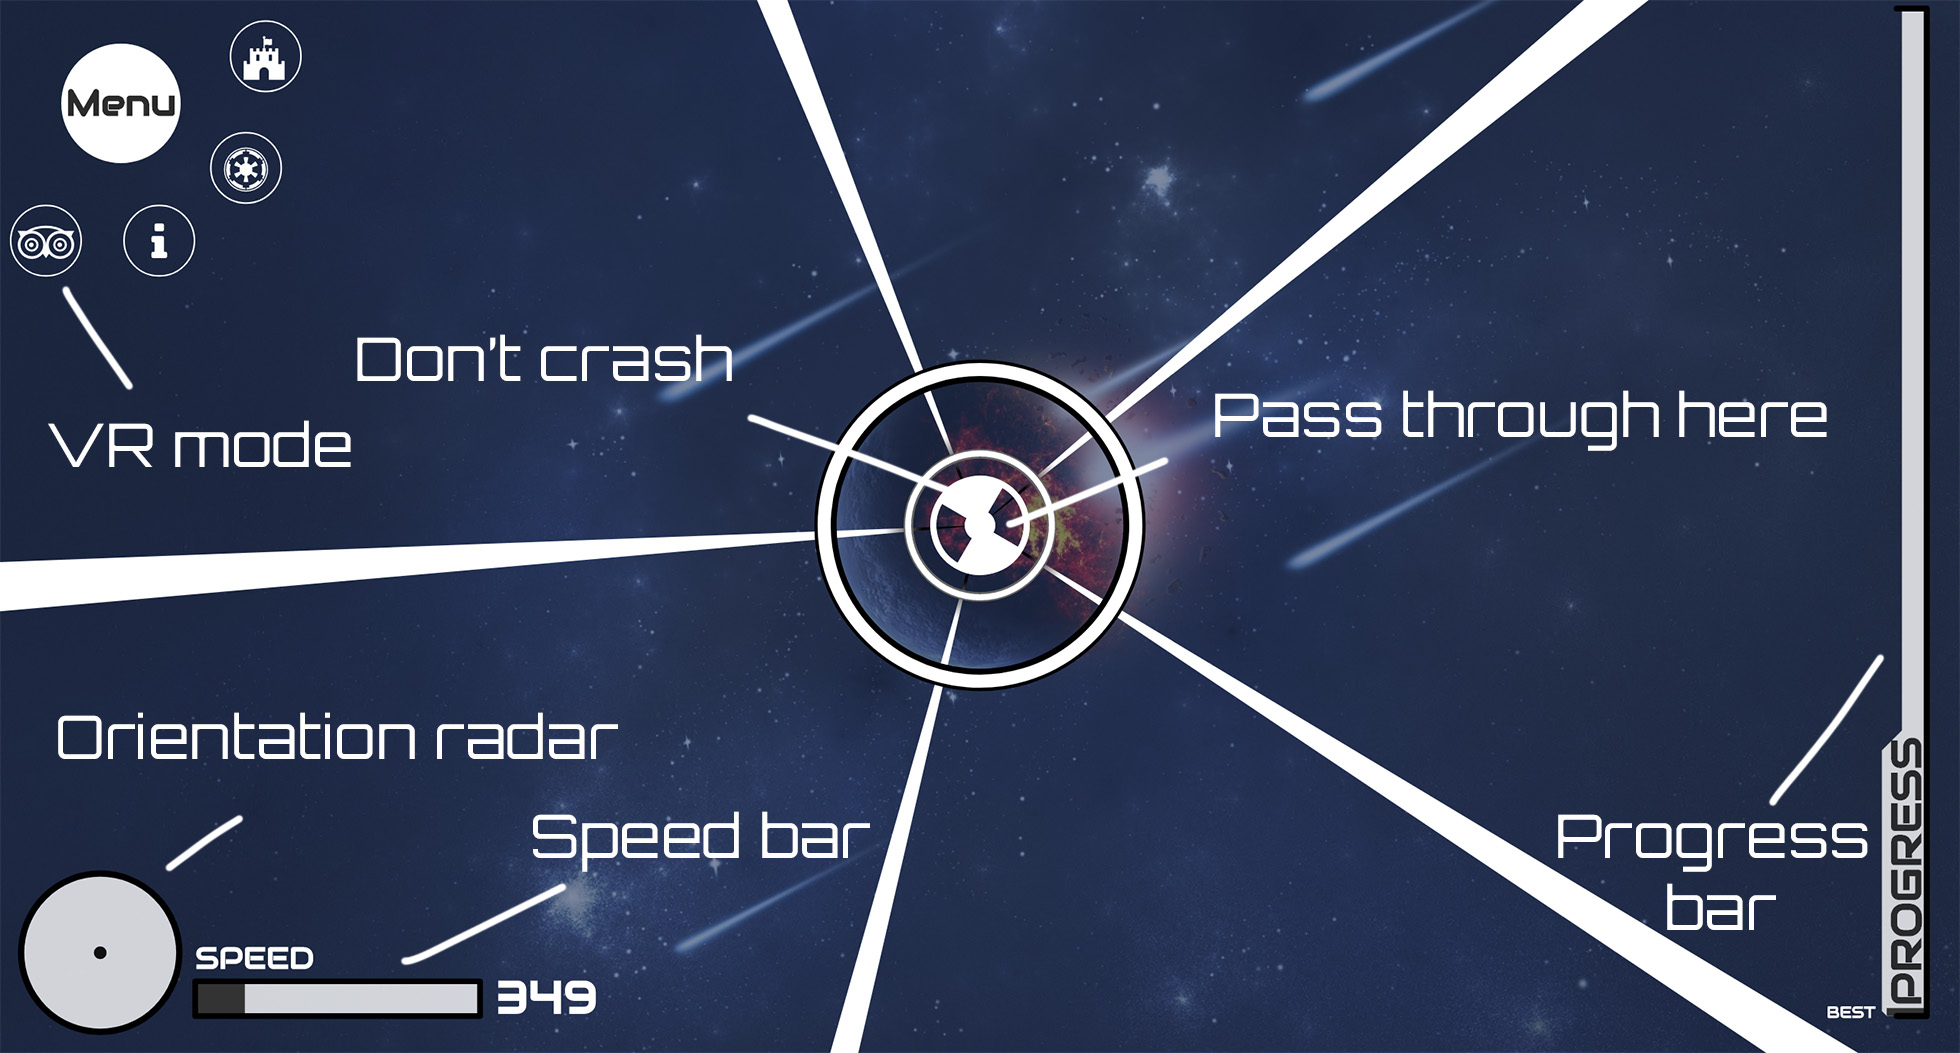 Menu
i
Don't crash
Pass through here
VR mode
Orientation radar
Speed bar
Progress
bar
PROGRESS
SPEED
349
BEST